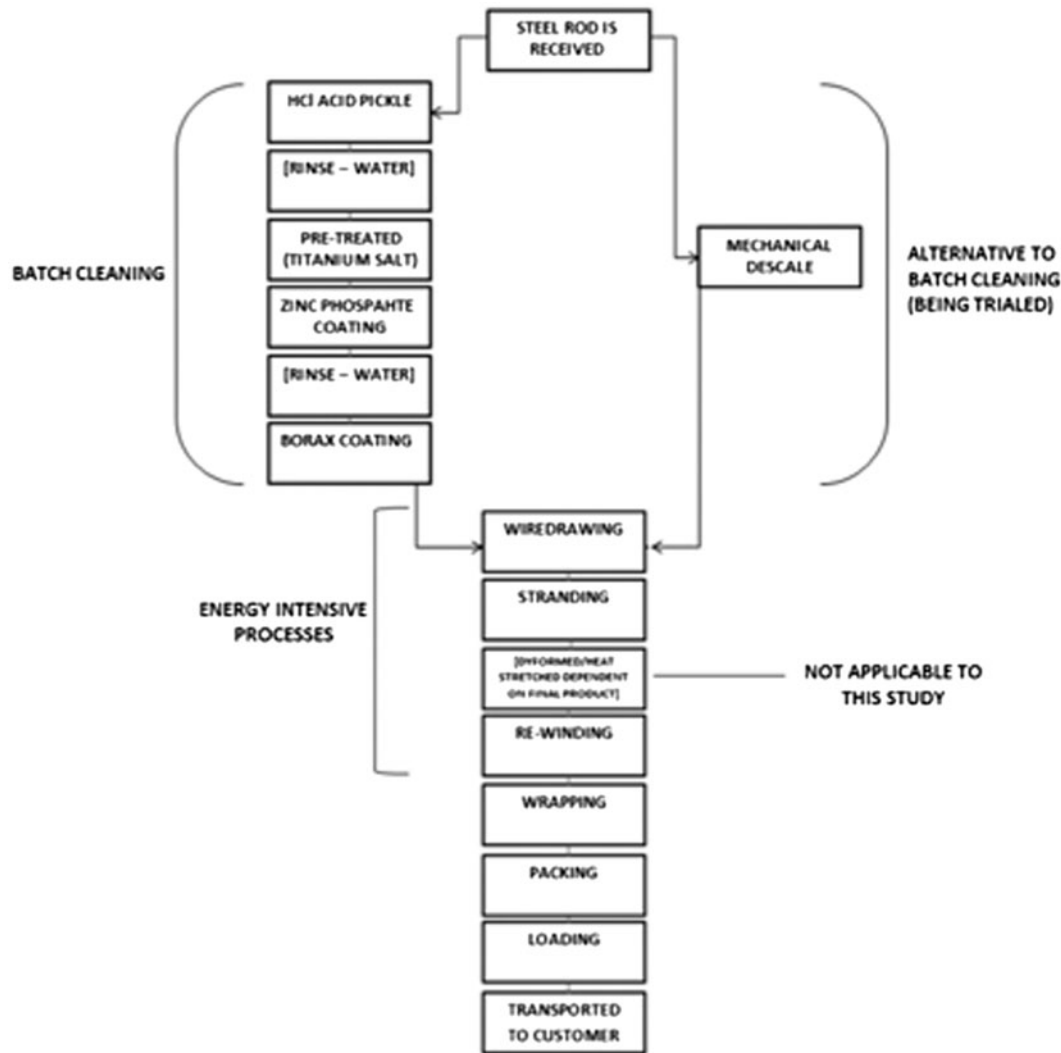 STEEL ROD IS
RECEIVED
HCl ACID PICKLE
[RINSE – WATER]
PRE-TREATED
(TITANIUM SALT)
ZINC PHOSPAHTE
COATING
[RINSE – WATER]
BORAX COATING
BATCH CLEANING
MECHANICAL
DESCALE
ALTERNATIVE TO
BATCH CLEANING
(BEING TRIALED)
WIREDRAWING
STRANDING
[DYFORMED/HEAT
STRETCHED DEPENDENT
ON FINAL PRODUCT]
RE-WINDING
ENERGY INTENSIVE
PROCESSES
NOT APPLICABLE TO
THIS STUDY
WRAPPING
PACKING
LOADING
TRANSPORTED
TO CUSTOMER